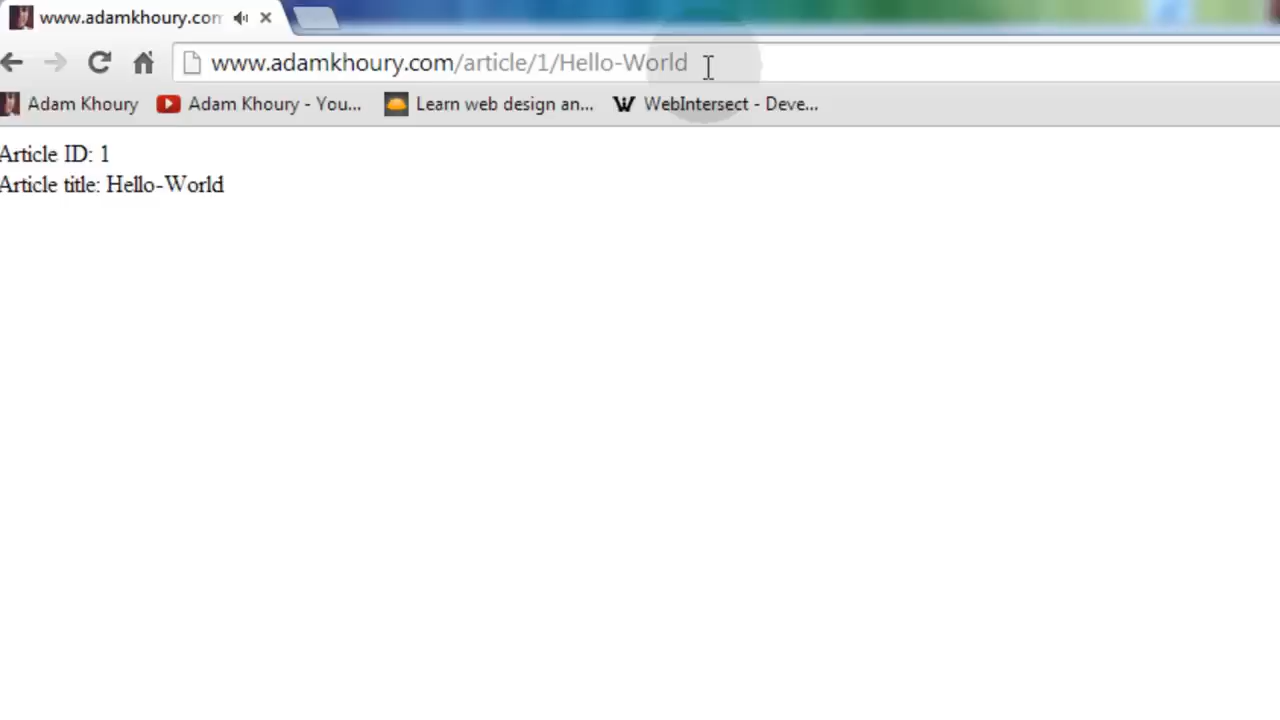 www.adamkhoury.con
www.adamkhoury.com/article/1/Hello-World
Adam Khoury Adam Khoury - You... Learn web design an... WebIntersect - Deve...
Article ID: 1
Article title: Hello-World